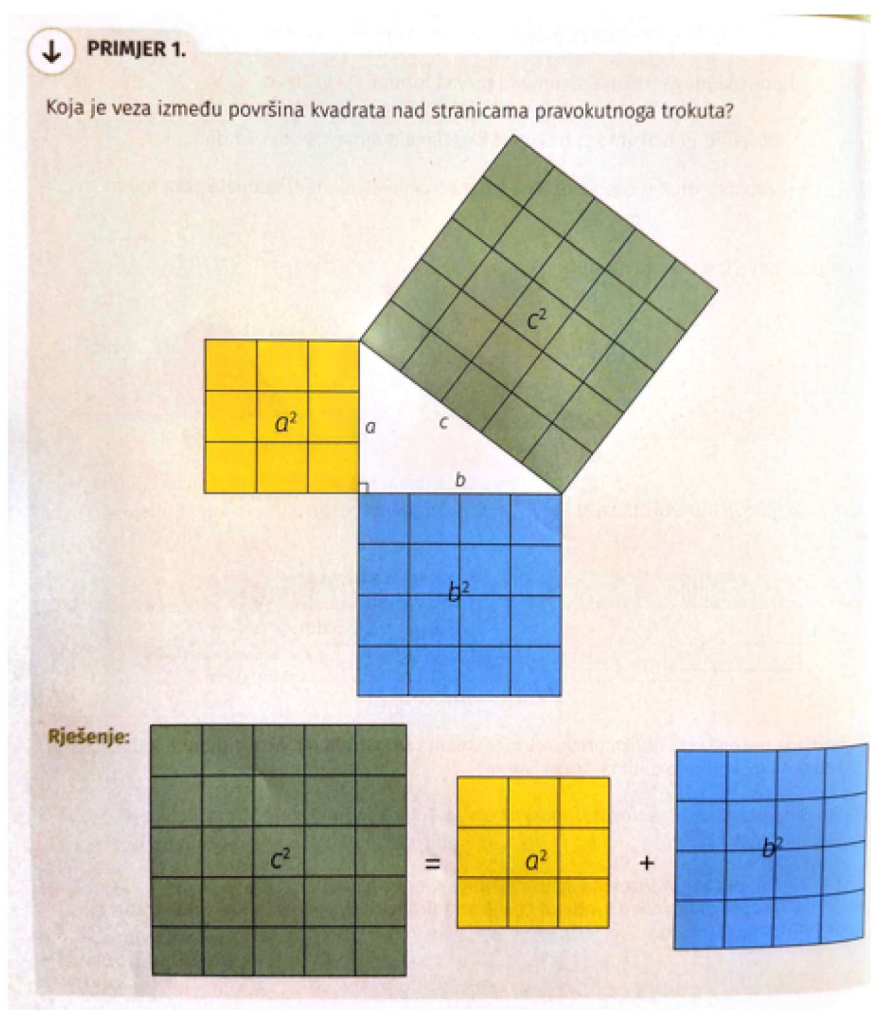 PRIMJER 1.
Koja je veza između površina kvadrata nad stranicama pravokutnoga trokuta?
c²
a²
a
c
b
b²
Rješenje:
c²
=
a²
+
b²